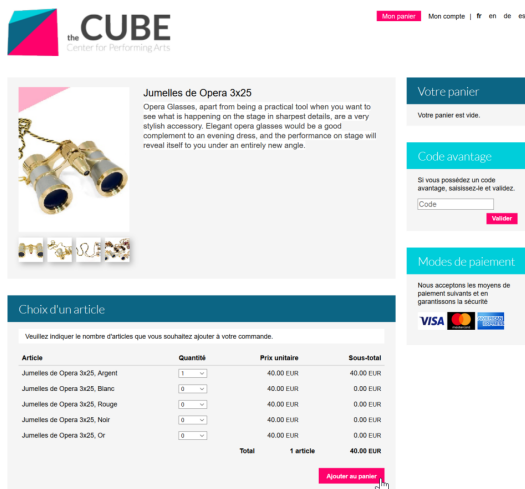 the CUBE
Center for Performing Arts
Mon panier Mon compte | fr en de es
Jumelles de Opera 3x25
Opera Glasses, apart from being a practical tool when you want to
see what is happening on the stage in sharpest details, are a very
stylish accessory. Elegant opera glasses would be a good
complement to an evening dress, and the performance on stage will
reveal itself to you under an entirely new angle.
Votre panier
Votre panier est vide.
Code avantage
Si vous possédez un code
avantage, saisissez-le et validez.
Code
Valider
Modes de paiement
Nous acceptons les moyens de
paiement suivants et en
garantissons la sécurité
VISA mastercard AMERICAN EXPRESS
Choix d'un article
Veuillez indiquer le nombre d'articles que vous souhaitez ajouter à votre commande.
Article Quantité Prix unitaire Sous-total
Jumelles de Opera 3x25, Argent 1 40.00 EUR 40.00 EUR
Jumelles de Opera 3x25, Blanc 0 40.00 EUR 0.00 EUR
Jumelles de Opera 3x25, Rouge 0 40.00 EUR 0.00 EUR
Jumelles de Opera 3x25, Noir 0 40.00 EUR 0.00 EUR
Jumelles de Opera 3x25, Or 0 40.00 EUR 0.00 EUR
Total 1 article 40.00 EUR
Ajouter au panier